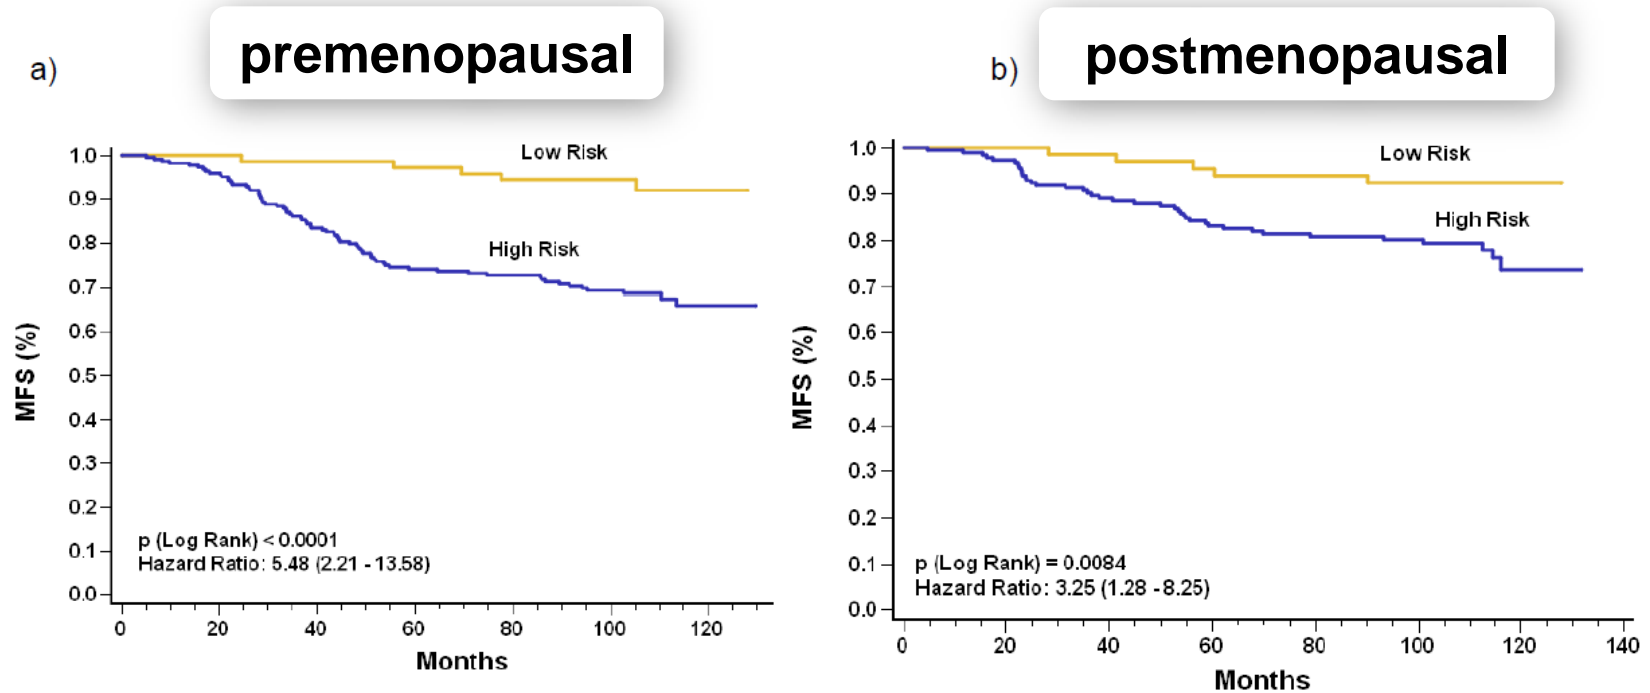 premenopausal
a)
1.0
0.9
0.8
0.7
0.6
0.5
0.4
0.3
0.2
0.1
0.0
MFS (%)
Low Risk
High Risk
p (Log Rank) < 0.0001
Hazard Ratio: 5.48 (2.21 - 13.58)
0 20 40 60 80 100 120
Months
postmenopausal
b)
1.0
0.9
0.8
0.7
0.6
0.5
0.4
0.3
0.2
0.1
0.0
MFS (%)
Low Risk
High Risk
p (Log Rank) = 0.0084
Hazard Ratio: 3.25 (1.28 - 8.25)
0 20 40 60 80 100 120 140
Months